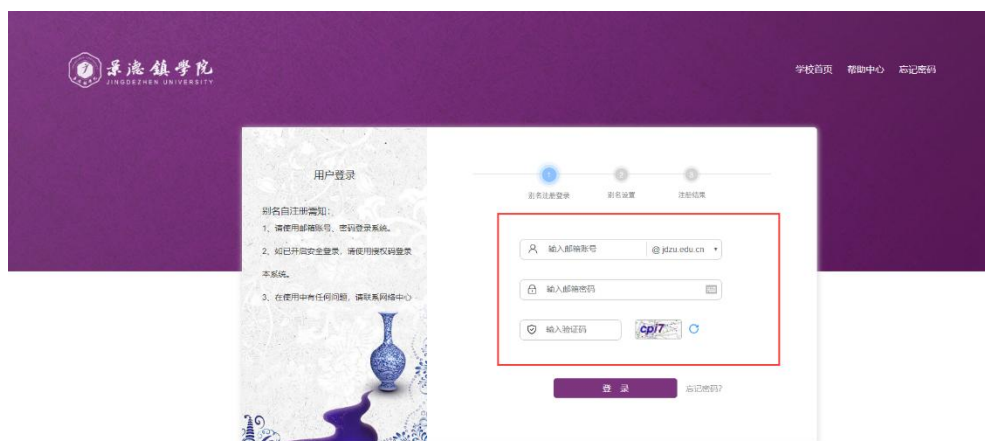 景德鎮學院
JINGDEZHEN UNIVERSITY
学校首页 帮助中心 忘记密码
用户登录
别名自注册需知：
1、请使用邮箱账号、密码登录系统。
2、如已开启安全登录，请使用授权码登录
本系统。
3、在使用中有任何问题，请联系网络中心
1 2 3
别名注册登录 别名设置 注册结果
输入邮箱账号 @ jdzu.edu.cn
输入邮箱密码
输入验证码 cpl7
登 录 忘记密码?